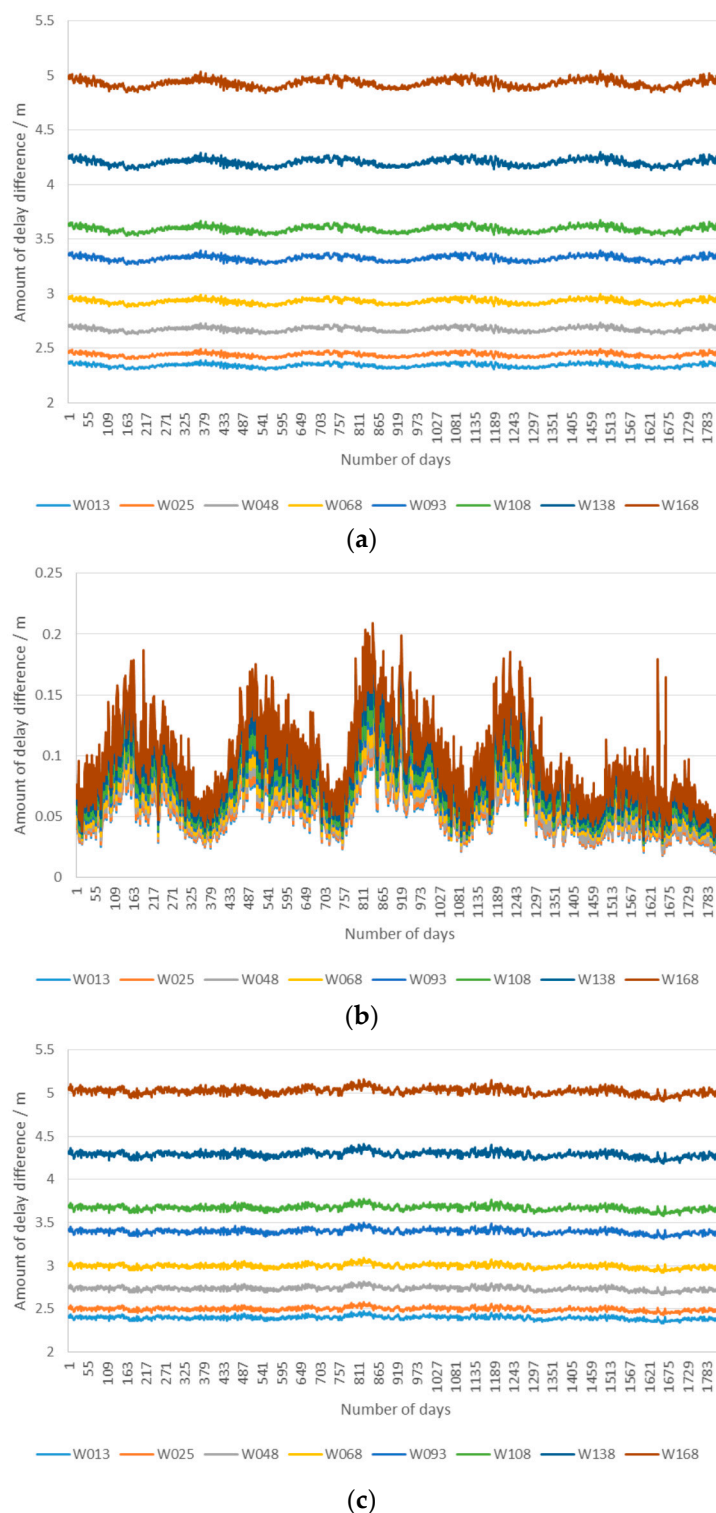 5.5
5
4.5
4
3.5
3
2.5
2
Amount of delay difference / m
1 55 109 163 217 271 325 379 433 487 541 595 649 703 757 811 865 919 973 1027 1081 1135 1189 1243 1297 1351 1405 1459 1513 1567 1621 1675 1729 1783
Number of days
W013 W025 W048 W068 W093 W108 W138 W168
(a)
0.25
0.2
0.15
0.1
0.05
0
Amount of delay difference / m
1 55 109 163 217 271 325 379 433 487 541 595 649 703 757 811 865 919 973 1027 1081 1135 1189 1243 1297 1351 1405 1459 1513 1567 1621 1675 1729 1783
Number of days
W013 W025 W048 W068 W093 W108 W138 W168
(b)
5.5
5
4.5
4
3.5
3
2.5
2
Amount of delay difference / m
1 55 109 163 217 271 325 379 433 487 541 595 649 703 757 811 865 919 973 1027 1081 1135 1189 1243 1297 1351 1405 1459 1513 1567 1621 1675 1729 1783
Number of days
W013 W025 W048 W068 W093 W108 W138 W168
(c)